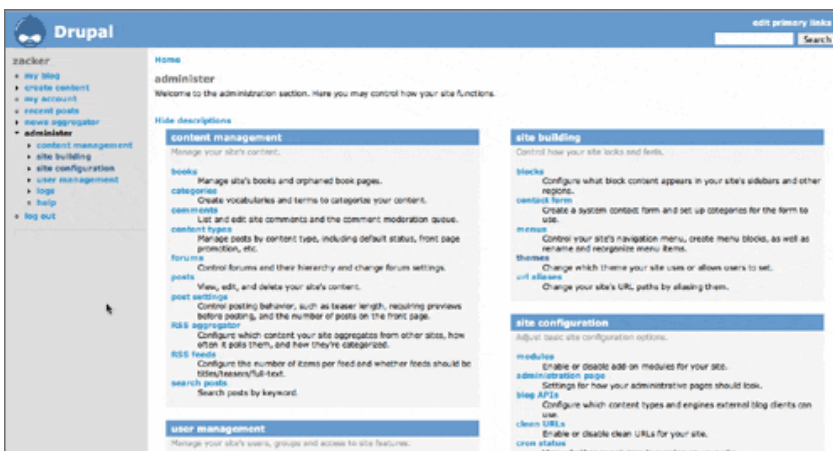 Drupal
edit primary links
Search
zacker
my blog
create content
my account
recent posts
news aggregator
administer
content management
site building
site configuration
user management
logs
help
log out
Home
administer
Welcome to the administration section. Here you may control how your site functions.
Hide descriptions
content management
Manage your site's content.
books
Manage site's books and orphaned book pages.
categories
Create vocabularies and terms to categorize your content.
comments
List and edit site comments and the comment moderation queue.
content types
Manage posts by content type, including default status, front page
promotion, etc.
forums
Control forums and their hierarchy and change forum settings.
posts
View, edit, and delete your site's content.
post settings
Control posting behavior, such as teaser length, requiring previews
before posting, and the number of posts on the front page.
RSS aggregator
Configure which content your site aggregates from other sites, how
often it polls them, and how they're categorized.
RSS feeds
Configure the number of items per feed and whether feeds should be
titles/teasers/full-text.
search posts
Search posts by keyword.
user management
Manage your site's users, groups and access to site features.
site building
Control how your site looks and feels.
blocks
Configure what block content appears in your site's sidebars and other
regions.
contact form
Create a system contact form and set up categories for the form to
use.
menus
Control your site's navigation menu, create menu blocks, as well as
rename and reorganize menu items.
themes
Change which theme your site uses or allows users to set.
url aliases
Change your site's URL paths by aliasing them.
site configuration
Adjust basic site configuration options.
modules
Enable or disable add-on modules for your site.
administration page
Settings for how your administrative pages should look.
blog APIs
Configure which content types and engines external blog clients can
use.
clean URLs
Enable or disable clean URLs for your site.
cron status